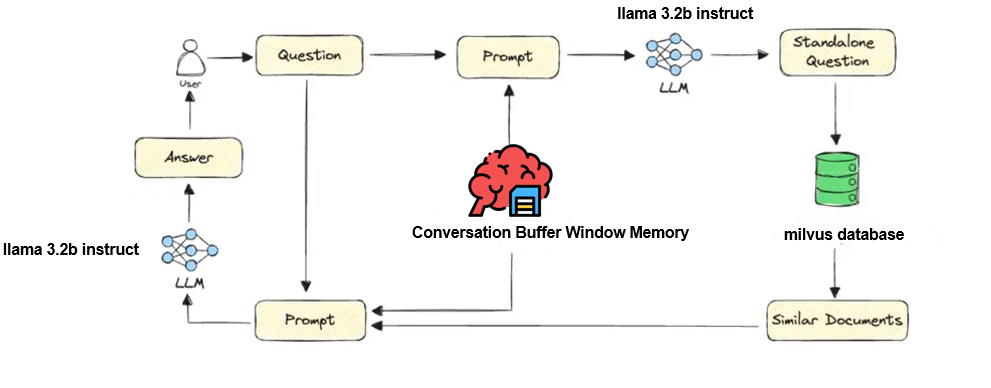 llama 3.2b instruct
Question
Prompt
Standalone
Question
User
LLM
Answer
Conversation Buffer Window Memory
milvus database
llama 3.2b instruct
LLM
Prompt
Similar Documents